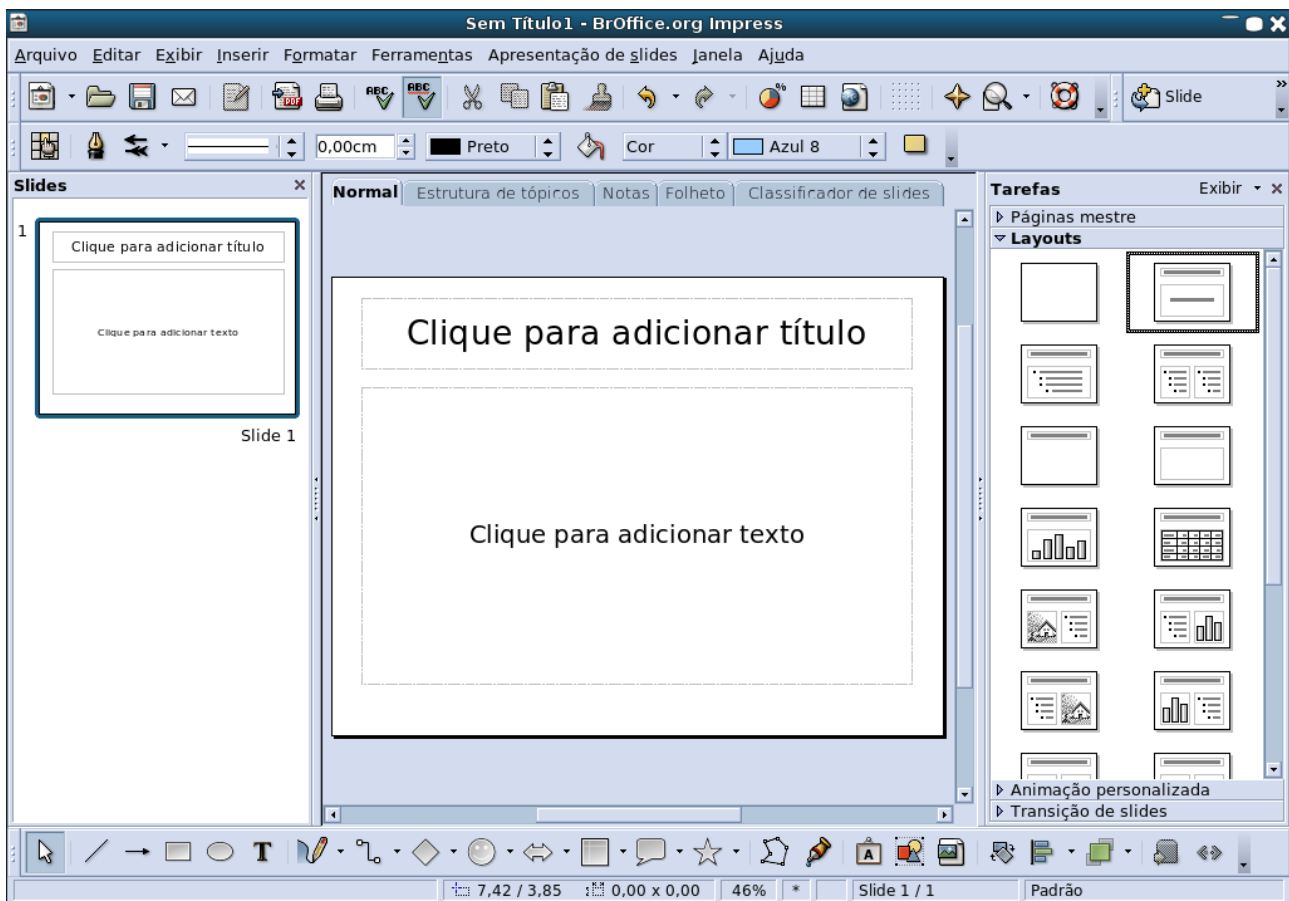 Sem Título1 - BrOffice.org Impress
Arquivo Editar Exibir Inserir Formatar Ferramentas Apresentação de slides Janela Ajuda
PDF ABC ABC Slide »
0,00cm Preto Cor Azul 8
Slides
Normal Estrutura de tópicos Notas Folheto Classificador de slides
Tarefas Exibir
1
Clique para adicionar título
Clique para adicionar texto
Slide 1
Clique para adicionar título
Clique para adicionar texto
Páginas mestre
Layouts
Animação personalizada
Transição de slides
T A
7,42 / 3,85 0,00 x 0,00 46% * Slide 1 / 1 Padrão